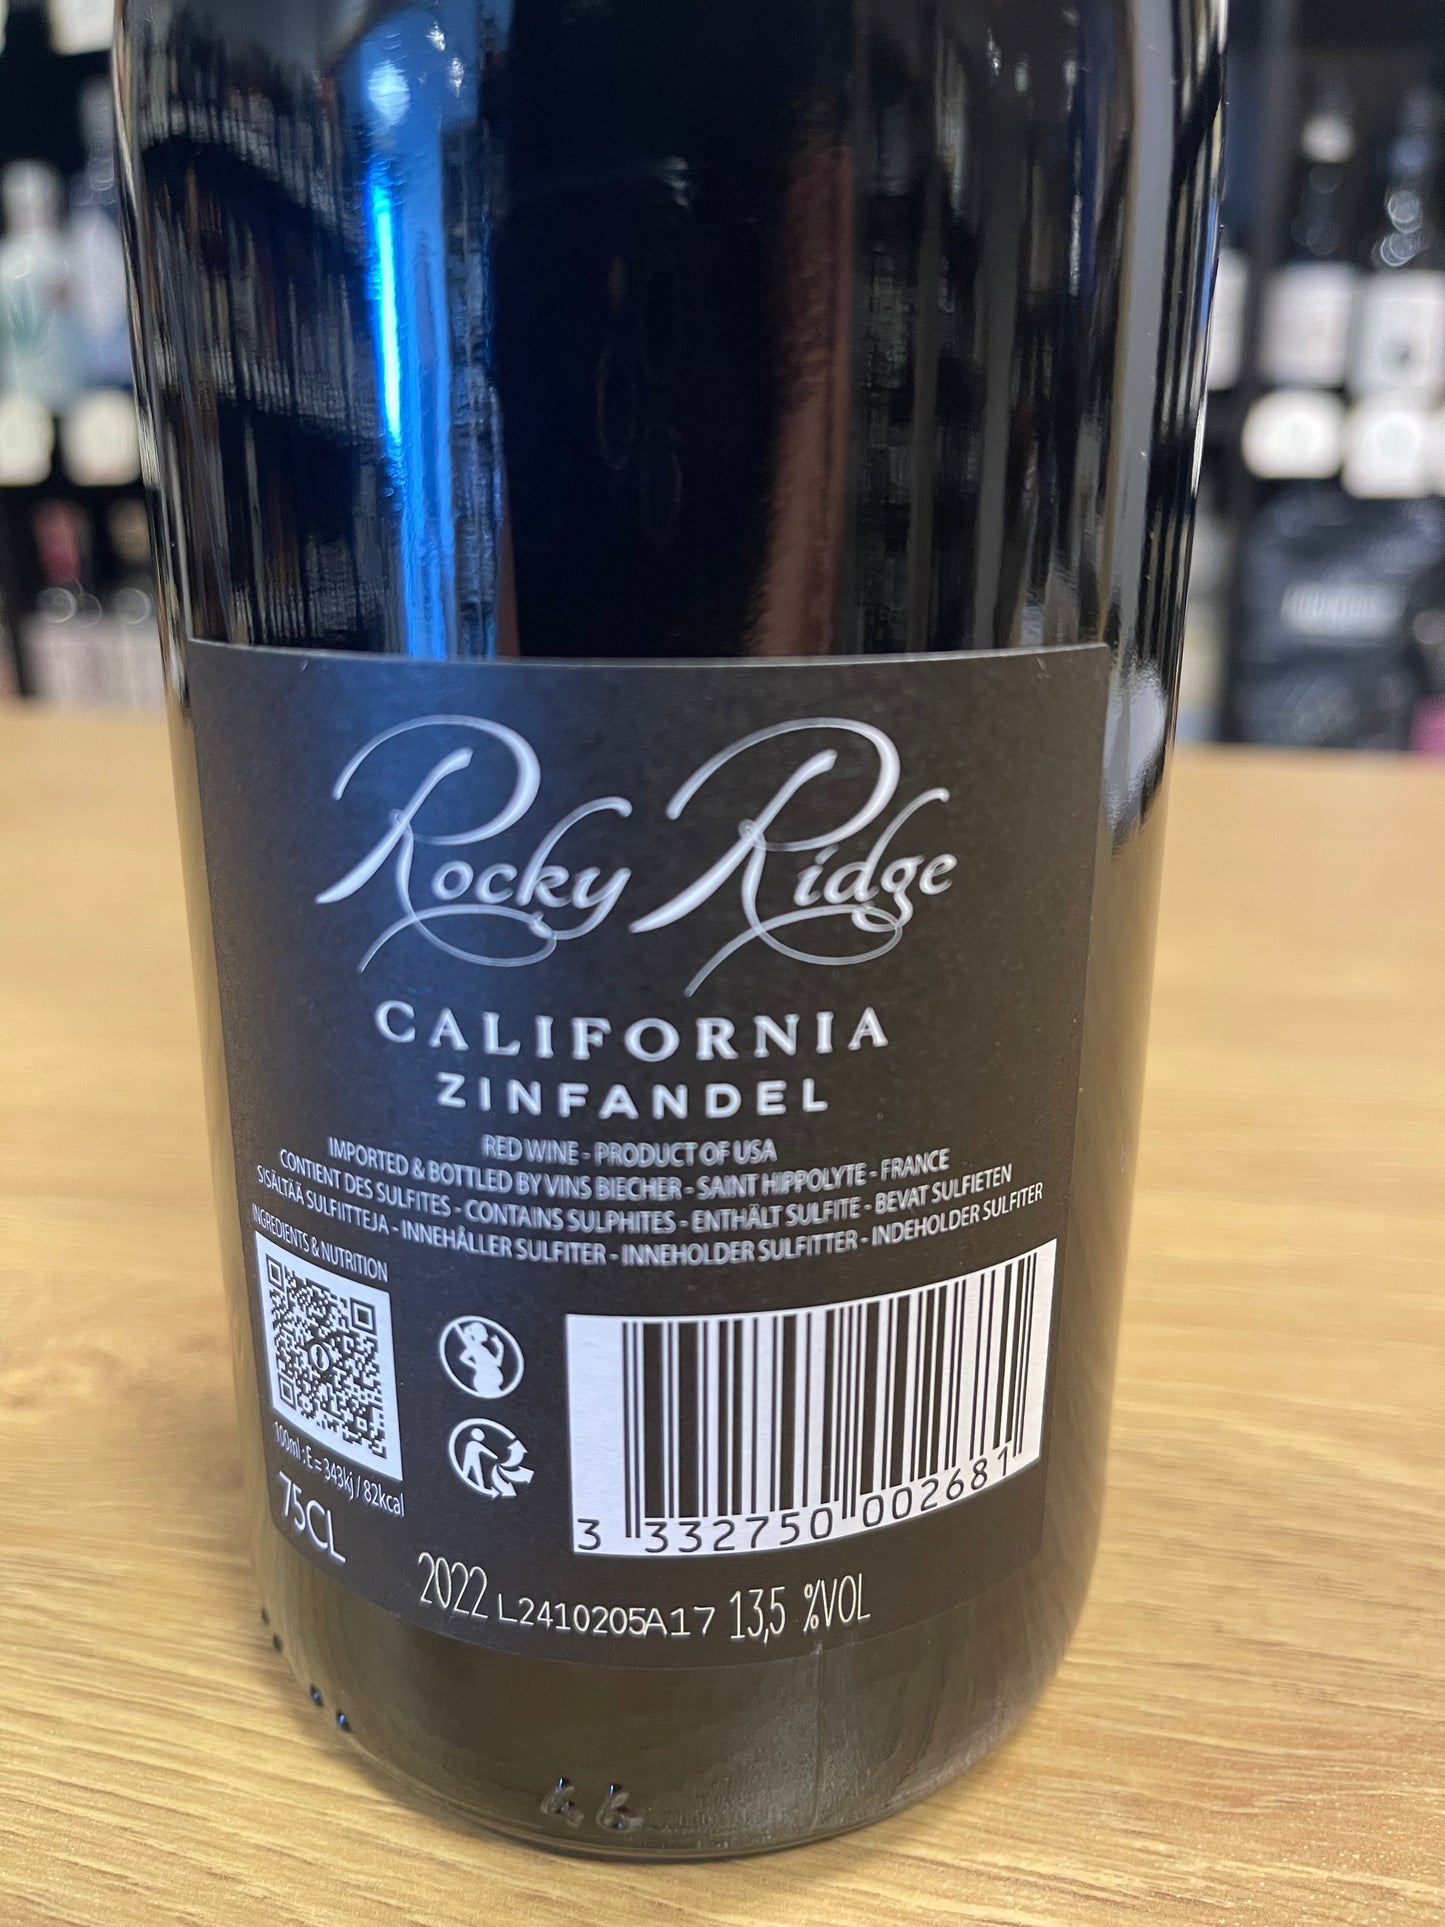 Rocky Ridge
CALIFORNIA
ZINFANDEL
RED WINE - PRODUCT OF USA
IMPORTED & BOTTLED BY VINS BIECHER - SAINT HIPPOLYTE - FRANCE
CONTIENT DES SULFITES - CONTAINS SULPHITES - ENTHÄLT SULFITE - BEVAT SULFIETEN
SISÄLTÄÄ SULFIITTEJA - INNEHÅLLER SULFITER - INNEHOLDER SULFITTER - INDEHOLDER SULFITER
INGREDIENTS & NUTRITION
100ml ; E = 343kj / 82kcal
75CL
3 332750 002681
2022 L2410205A17 13,5 %VOL